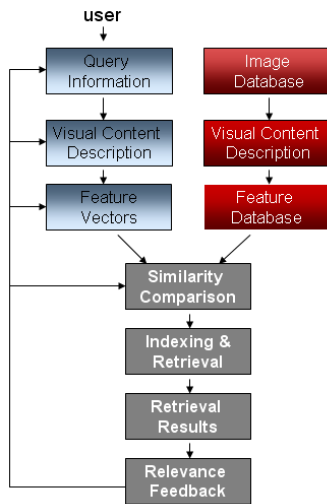 user
Query
Information
Image
Database
Visual Content
Description
Visual Content
Description
Feature
Vectors
Feature
Database
Similarity
Comparison
Indexing &
Retrieval
Retrieval
Results
Relevance
Feedback